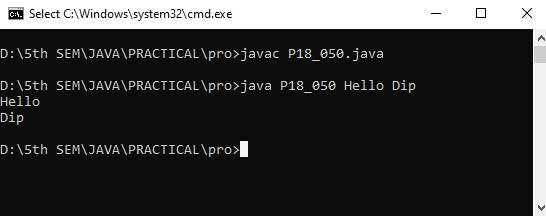 Select C:\Windows\system32\cmd.exe
D:\5th SEM\JAVA\PRACTICAL\pro>javac P18_050.java
D:\5th SEM\JAVA\PRACTICAL\pro>java P18_050 Hello Dip
Hello
Dip
D:\5th SEM\JAVA\PRACTICAL\pro>